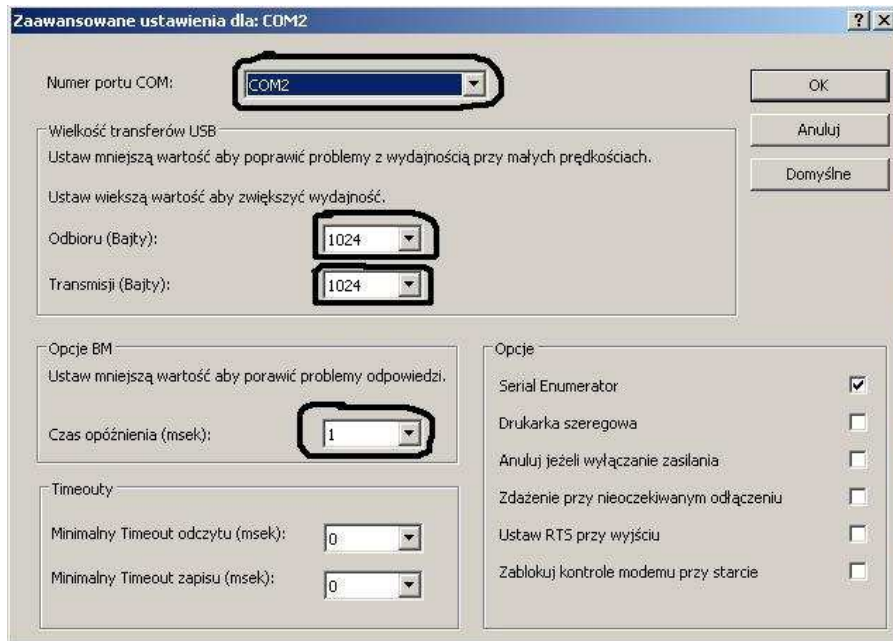 Zaawansowane ustawienia dla: COM2
Numer portu COM:
COM2
OK
Anuluj
Domyślne
Wielkość transferów USB
Ustaw mniejszą wartość aby poprawić problemy z wydajnością przy małych prędkościach.
Ustaw wiekszą wartość aby zwiększyć wydajność.
Odbioru (Bajty):
1024
Transmisji (Bajty):
1024
Opcje BM
Ustaw mniejszą wartość aby porawić problemy odpowiedzi.
Czas opóźnienia (msek):
1
Timeouty
Minimalny Timeout odczytu (msek):
0
Minimalny Timeout zapisu (msek):
0
Opcje
Serial Enumerator
Drukarka szeregowa
Anuluj jeżeli wyłączanie zasilania
Zdażenie przy nieoczekiwanym odłączeniu
Ustaw RTS przy wyjściu
Zablokuj kontrole modemu przy starcie